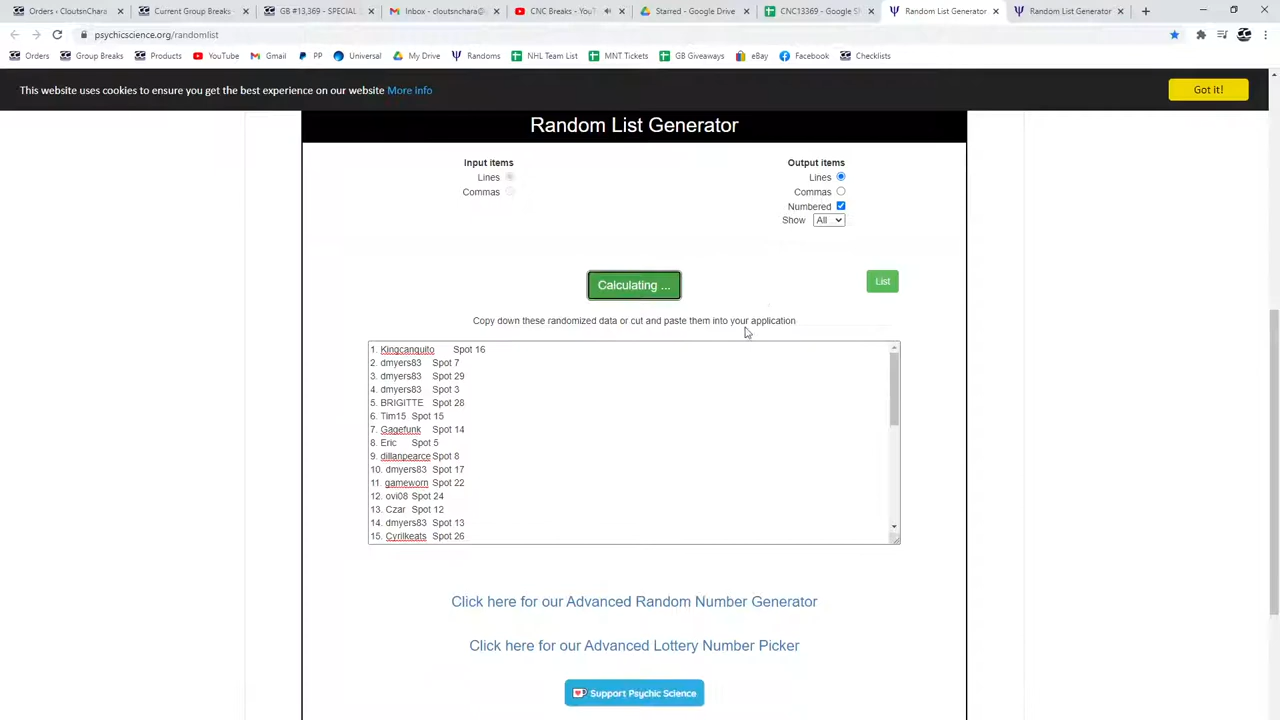 Orders / CloutsnChara
Current Group Breaks
GB #13,369 - SPECIAL
Inbox - cloutsnchara@
CNC Breaks - YouTu
Starred - Google Drive
CNC13369 - Google Sh
Random List Generator
Random List Generator
psychicscience.org/randomlist
Orders
Group Breaks
Products
YouTube
Gmail
PP
Universal
My Drive
Randoms
NHL Team List
MNT Tickets
GB Giveaways
eBay
Facebook
Checklists
This website uses cookies to ensure you get the best experience on our website More info
Got it!
Random List Generator
Input items
Lines
Commas
Output items
Lines
Commas
Numbered
Show All
Calculating ...
List
Copy down these randomized data or cut and paste them into your application
1. Kingcanquito Spot 16
2. dmyers83 Spot 7
3. dmyers83 Spot 29
4. dmyers83 Spot 3
5. BRIGITTE Spot 28
6. Tim15 Spot 15
7. Gagefunk Spot 14
8. Eric Spot 5
9. dillanpearce Spot 8
10. dmyers83 Spot 17
11. gameworn Spot 22
12. ovi08 Spot 24
13. Czar Spot 12
14. dmyers83 Spot 13
15. Cyrilkeats Spot 26
Click here for our Advanced Random Number Generator
Click here for our Advanced Lottery Number Picker
Support Psychic Science